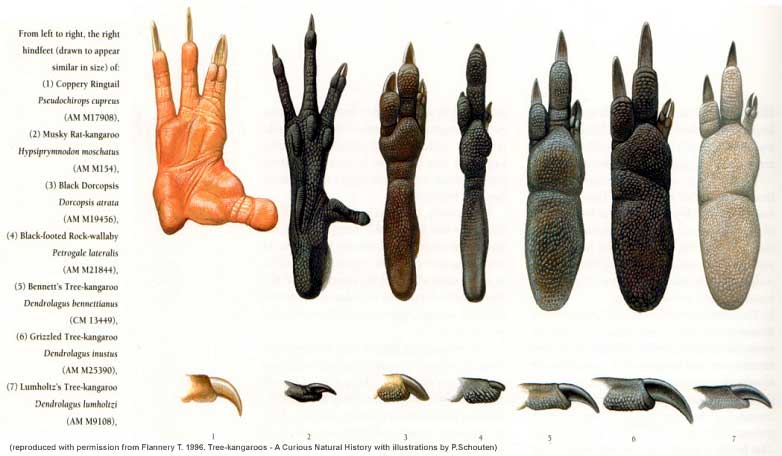 From left to right, the right
hindfeet (drawn to appear
similar in size) of:
(1) Coppery Ringtail
Pseudochirops cupreus
(AM M17908),
(2) Musky Rat-kangaroo
Hypsiprymnodon moschatus
(AM M154),
(3) Black Dorcopsis
Dorcopsis atrata
(AM M19456),
(4) Black-footed Rock-wallaby
Petrogale lateralis
(AM M21844),
(5) Bennett's Tree-kangaroo
Dendrolagus bennettianus
(CM 13449),
(6) Grizzled Tree-kangaroo
Dendrolagus inustus
(AM M25390),
(7) Lumholtz's Tree-kangaroo
Dendrolagus lumholtzi
(AM M9108),
1 2 3 4 5 6 7
(reproduced with permission from Flannery T. 1996. Tree-kangaroos - A Curious Natural History with illustrations by P.Schouten)